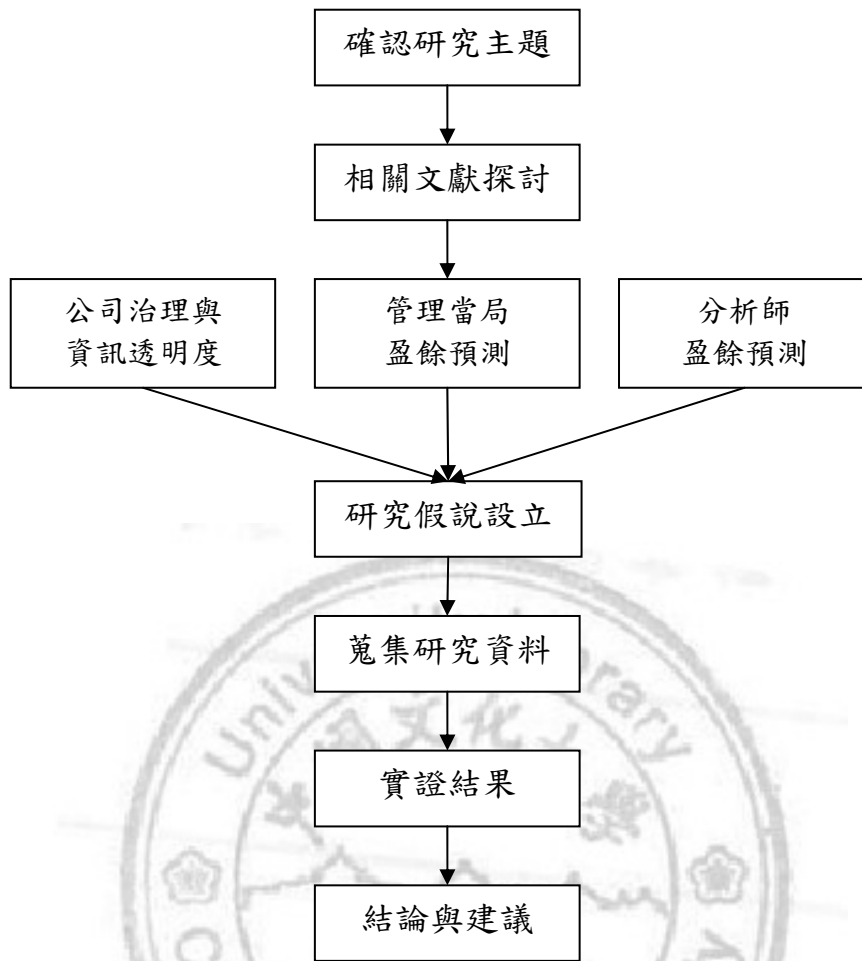 確認研究主題
相關文獻探討
公司治理與
資訊透明度
管理當局
盈餘預測
分析師
盈餘預測
研究假說設立
蒐集研究資料
實證結果
結論與建議